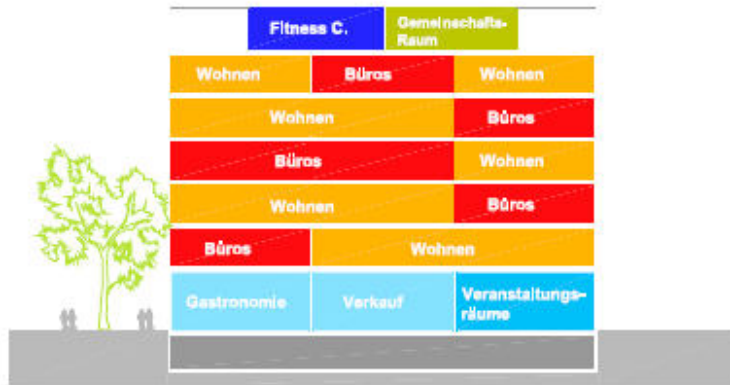 Fitness C.
Gemeinschafts-
Raum
Wohnen Büros Wohnen
Wohnen Büros
Büros Wohnen
Wohnen Büros
Büros Wohnen
Gastronomie Verkauf Veranstaltungs-
räume